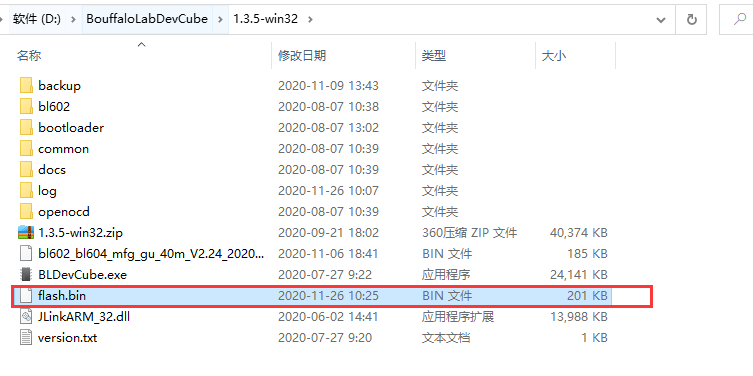 软件 (D:) BouffaloLabDevCube 1.3.5-win32
名称 修改日期 类型 大小
backup 2020-11-09 13:43 文件夹
bl602 2020-08-07 10:38 文件夹
bootloader 2020-08-07 13:02 文件夹
common 2020-08-07 10:39 文件夹
docs 2020-08-07 10:39 文件夹
log 2020-11-26 10:07 文件夹
openocd 2020-08-07 10:39 文件夹
1.3.5-win32.zip 2020-09-21 18:02 360压缩 ZIP 文件 40,374 KB
bl602_bl604_mfg_gu_40m_V2.24_2020... 2020-11-06 18:41 BIN 文件 185 KB
BLDevCube.exe 2020-07-27 9:22 应用程序 24,141 KB
flash.bin 2020-11-26 10:25 BIN 文件 201 KB
JLinkARM_32.dll 2020-06-02 14:41 应用程序扩展 13,988 KB
version.txt 2020-07-27 9:20 文本文档 1 KB